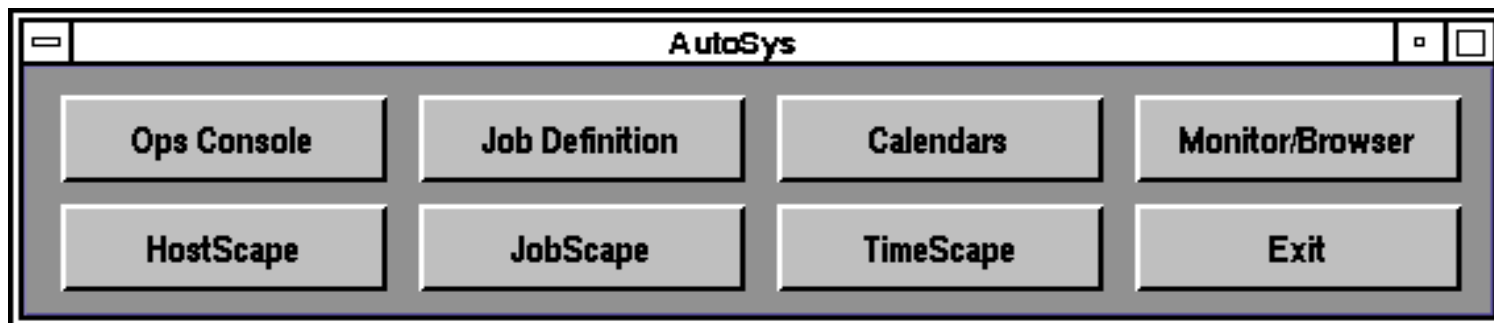 AutoSys
Ops Console Job Definition Calendars Monitor/Browser
HostScape JobScape TimeScape Exit